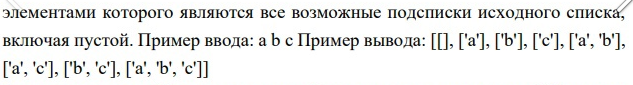 элементами которого являются все возможные подсписки исходного списка,
включая пустой. Пример ввода: a b c Пример вывода: [[], ['a'], ['b'], ['c'], ['a', 'b'],
['a', 'c'], ['b', 'c'], ['a', 'b', 'c']]